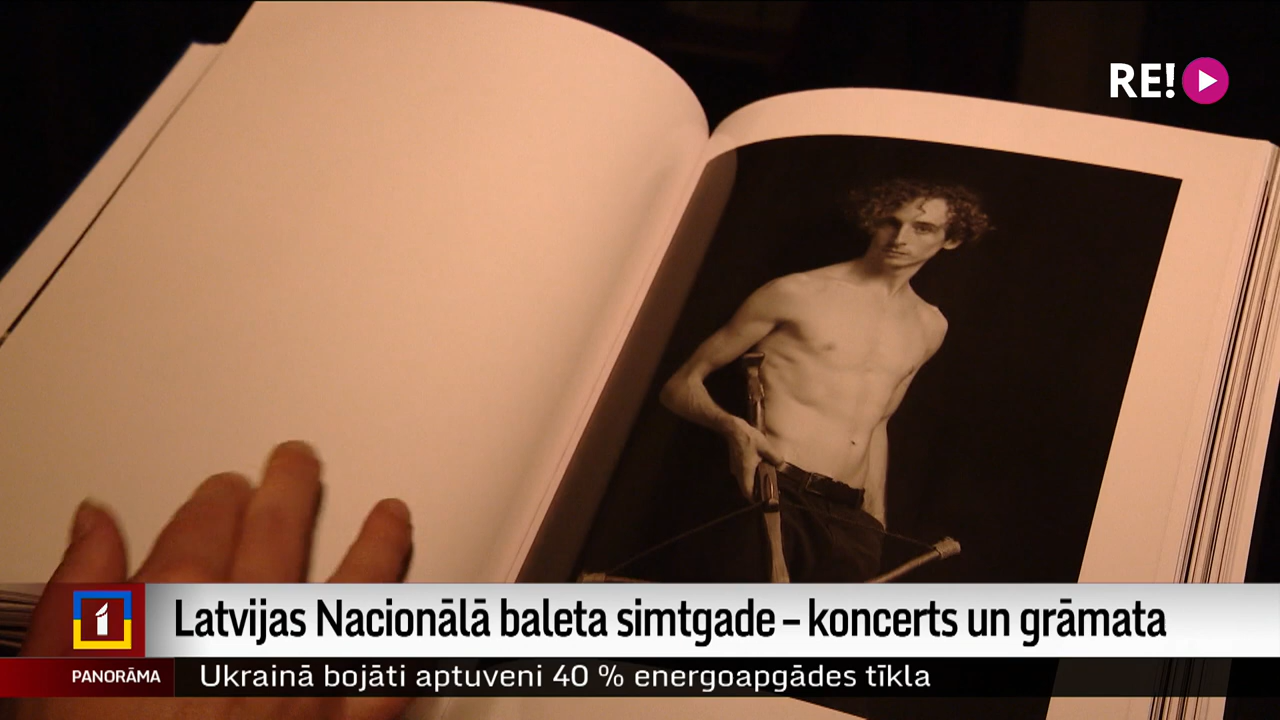 RE!
Latvijas Nacionālā baleta simtgade – koncerts un grāmata
1
PANORĀMA
Ukrainā bojāti aptuveni 40 % energoapgādes tīkla